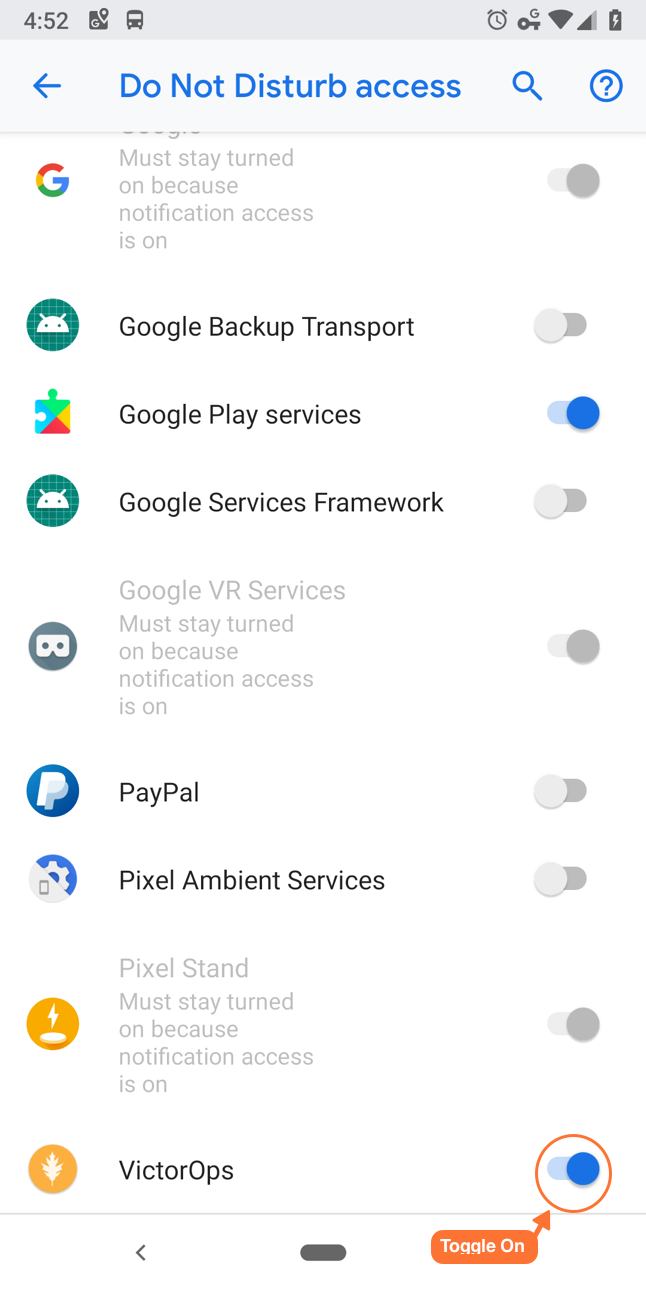 4:52
Do Not Disturb access
Google
Must stay turned
on because
notification access
is on
Google Backup Transport
Google Play services
Google Services Framework
Google VR Services
Must stay turned
on because
notification access
is on
PayPal
Pixel Ambient Services
Pixel Stand
Must stay turned
on because
notification access
is on
VictorOps
Toggle On